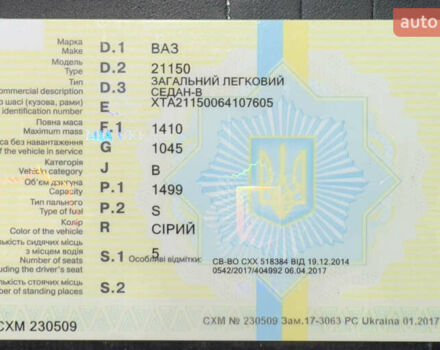 auto
Марка
Make D.1 ВАЗ
Модель
Type D.2 21150
Тип
commercial description D.3 ЗАГАЛЬНИЙ ЛЕГКОВИЙ
СЕДАН-В
шасі (кузова, рами)
identification number E XTA21150064107605
Повна маса
Maximum mass F.1 1410
са без навантаження
of the vehicle in service G 1045
Категорія
Vehicle category J B
Об'єм двигуна
Capacity P.1 1499
Тип пального
Type of fuel P.2 S
Колір
Color of the vehicle R СІРИЙ
кількість сидячих місць
з місцем водія
Number of seats
including the driver's seat S.1 5
Особливі відмітки: СВ-ВО СХХ 518384 ВІД 19.12.2014
0542/2017/404992 06.04.2017
кількість стоячих місць
number of standing places S.2
СХМ 230509
СХМ № 230509 Зам.17-3063 РС Ukraina 01.2017